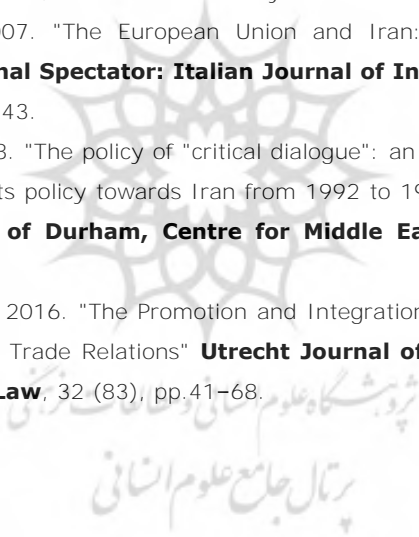 007. "The European Union and Iran:
nal Spectator: Italian Journal of In
43.
3. "The policy of "critical dialogue": an
ts policy towards Iran from 1992 to 19
of Durham, Centre for Middle Ea
2016. "The Promotion and Integration
Trade Relations" Utrecht Journal of
Law, 32 (83), pp.41–68.
پژوهشگاه علوم انسانی و مطالعات فرهنگی
پرتال جامع علوم انسانی